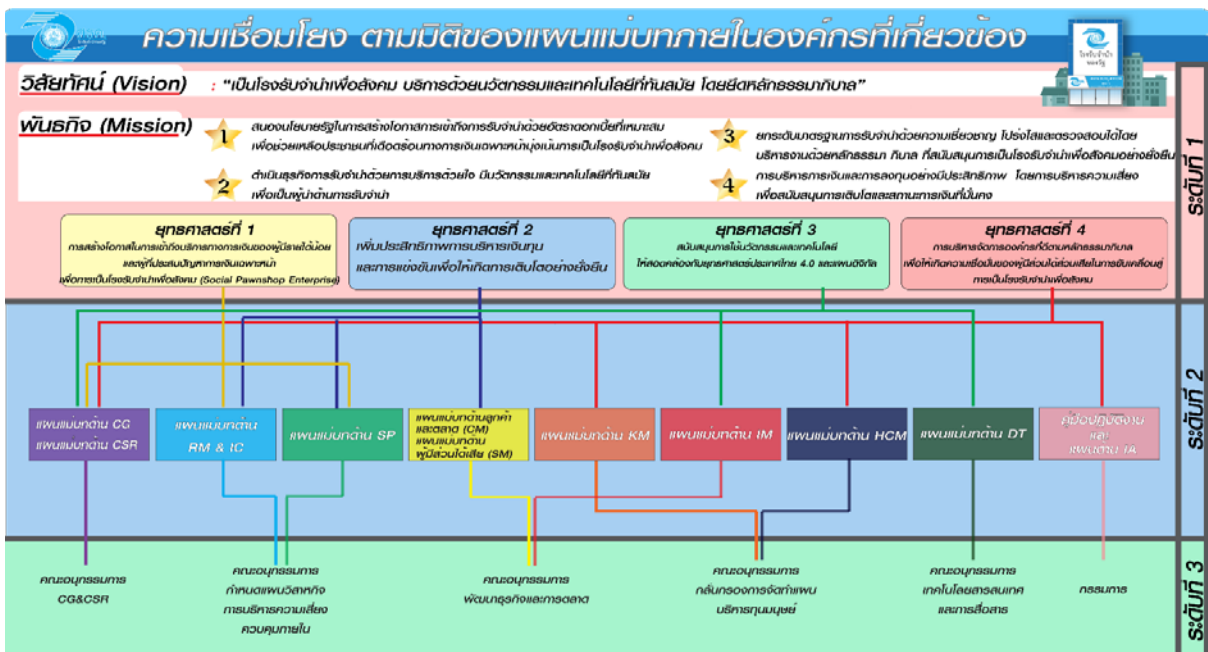 ความเชื่อมโยง ตามมิติของแผนแม่บทภายในองค์กรที่เกี่ยวข้อง
โรงรับจำนำ
ของรัฐ
วิสัยทัศน์ (Vision) : “เป็นโรงรับจำนำเพื่อสังคม บริการด้วยนวัตกรรมและเทคโนโลยีที่ทันสมัย โดยยึดหลักธรรมาภิบาล”
พันธกิจ (Mission)
1
สนองนโยบายรัฐในการสร้างโอกาสการเข้าถึงการรับจำนำด้วยอัตราดอกเบี้ยที่เหมาะสม
เพื่อช่วยเหลือประชาชนที่เดือดร้อนทางการเงินเฉพาะหน้ามุ่งเน้นการเป็นโรงรับจำนำเพื่อสังคม
2
ดำเนินธุรกิจการรับจำนำด้วยการบริการด้วยใจ มีนวัตกรรมและเทคโนโลยีที่ทันสมัย
เพื่อเป็นผู้นำด้านการรับจำนำ
3
ยกระดับมาตรฐานการรับจำนำด้วยความเชี่ยวชาญ โปร่งใสและตรวจสอบได้โดย
บริหารงานด้วยหลักธรรมา ภิบาล ที่สนับสนุนการเป็นโรงรับจำนำเพื่อสังคมอย่างยั่งยืน
4
การบริหารการเงินและการลงทุนอย่างมีประสิทธิภาพ โดยการบริหารความเสี่ยง
เพื่อสนับสนุนการเติบโตและสถานะการเงินที่มั่นคง
ระดับที่ 1
ยุทธศาสตร์ที่ 1
การสร้างโอกาสในการเข้าถึงบริการทางการเงินของผู้มีรายได้น้อย
และผู้ที่ประสบปัญหาการเงินเฉพาะหน้า
เพื่อการเป็นโรงรับจำนำเพื่อสังคม (Social Pawnshop Enterprise)
ยุทธศาสตร์ที่ 2
เพิ่มประสิทธิภาพการบริหารเงินทุน
และการแข่งขันเพื่อให้เกิดการเติบโตอย่างยั่งยืน
ยุทธศาสตร์ที่ 3
สนับสนุนการใช้นวัตกรรมและเทคโนโลยี
ให้สอดคล้องกับยุทธศาสตร์ประเทศไทย 4.0 และแผนดิจิทัล
ยุทธศาสตร์ที่ 4
การบริหารจัดการองค์กรที่ดีตามหลักธรรมาภิบาล
เพื่อให้เกิดความเชื่อมั่นของผู้มีส่วนได้ส่วนเสียในการขับเคลื่อนสู่
การเป็นโรงรับจำนำเพื่อสังคม
ระดับที่ 2
แผนแม่บทด้าน CG
แผนแม่บทด้าน CSR
แผนแม่บทด้าน
RM & IC
แผนแม่บทด้าน SP
แผนแม่บทด้านลูกค้า
และตลาด (CM)
แผนแม่บทด้าน
ผู้มีส่วนได้เสีย (SM)
แผนแม่บทด้าน KM
แผนแม่บทด้าน IM
แผนแม่บทด้าน HCM
แผนแม่บทด้าน DT
คู่มือปฏิบัติงาน
และ
แผนด้าน IA
ระดับที่ 3
คณะอนุกรรมการ
CG&CSR
คณะอนุกรรมการ
กำหนดแผนวิสาหกิจ
การบริหารความเสี่ยง
ควบคุมภายใน
คณะอนุกรรมการ
พัฒนาธุรกิจและการตลาด
คณะอนุกรรมการ
กลั่นกรองการจัดทำแผน
บริหารทุนมนุษย์
คณะอนุกรรมการ
เทคโนโลยสารสนเทศ
และการสื่อสาร
กรรมการ